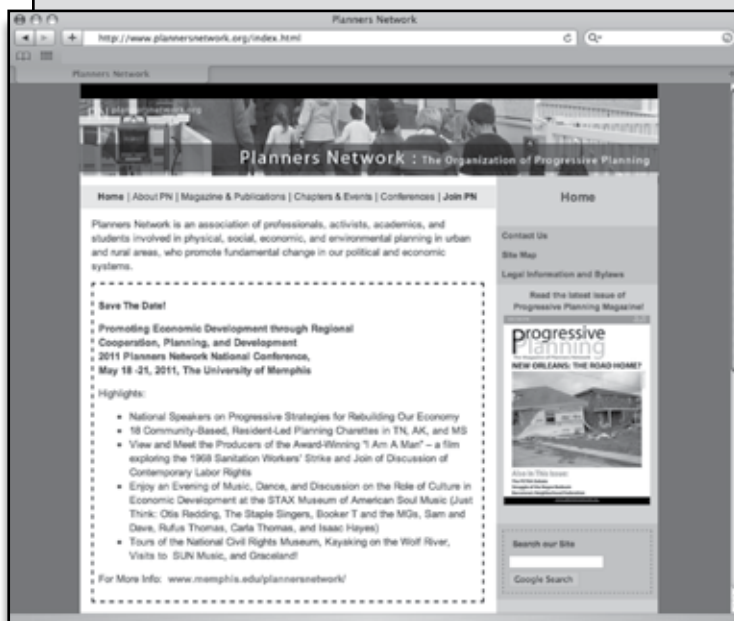 Planners Network
http://www.plannersnetwork.org/index.html
Planners Network
Planners Network : The Organization of Progressive Planning
Home | About PN | Magazine & Publications | Chapters & Events | Conferences | Join PN
Planners Network is an association of professionals, activists, academics, and
students involved in physical, social, economic, and environmental planning in urban
and rural areas, who promote fundamental change in our political and economic
systems.
Save The Date!
Promoting Economic Development through Regional
Cooperation, Planning, and Development
2011 Planners Network National Conference,
May 18 -21, 2011, The University of Memphis
Highlights:
• National Speakers on Progressive Strategies for Rebuilding Our Economy
• 18 Community-Based, Resident-Led Planning Charettes in TN, AK, and MS
• View and Meet the Producers of the Award-Winning "I Am A Man" – a film
exploring the 1968 Sanitation Workers' Strike and Join of Discussion of
Contemporary Labor Rights
• Enjoy an Evening of Music, Dance, and Discussion on the Role of Culture in
Economic Development at the STAX Museum of American Soul Music (Just
Think: Otis Redding, The Staple Singers, Booker T and the MGs, Sam and
Dave, Rufus Thomas, Carla Thomas, and Isaac Hayes)
• Tours of the National Civil Rights Museum, Kayaking on the Wolf River,
Visits to SUN Music, and Graceland!
For More Info: www.memphis.edu/plannersnetwork/
Home
Contact Us
Site Map
Legal Information and Bylaws
Read the latest issue of
Progressive Planning Magazine!
Progressive
Planning
The Magazine of Planners Network
NEW ORLEANS: THE ROAD HOME?
Also In This Issue:
Search our Site
Google Search